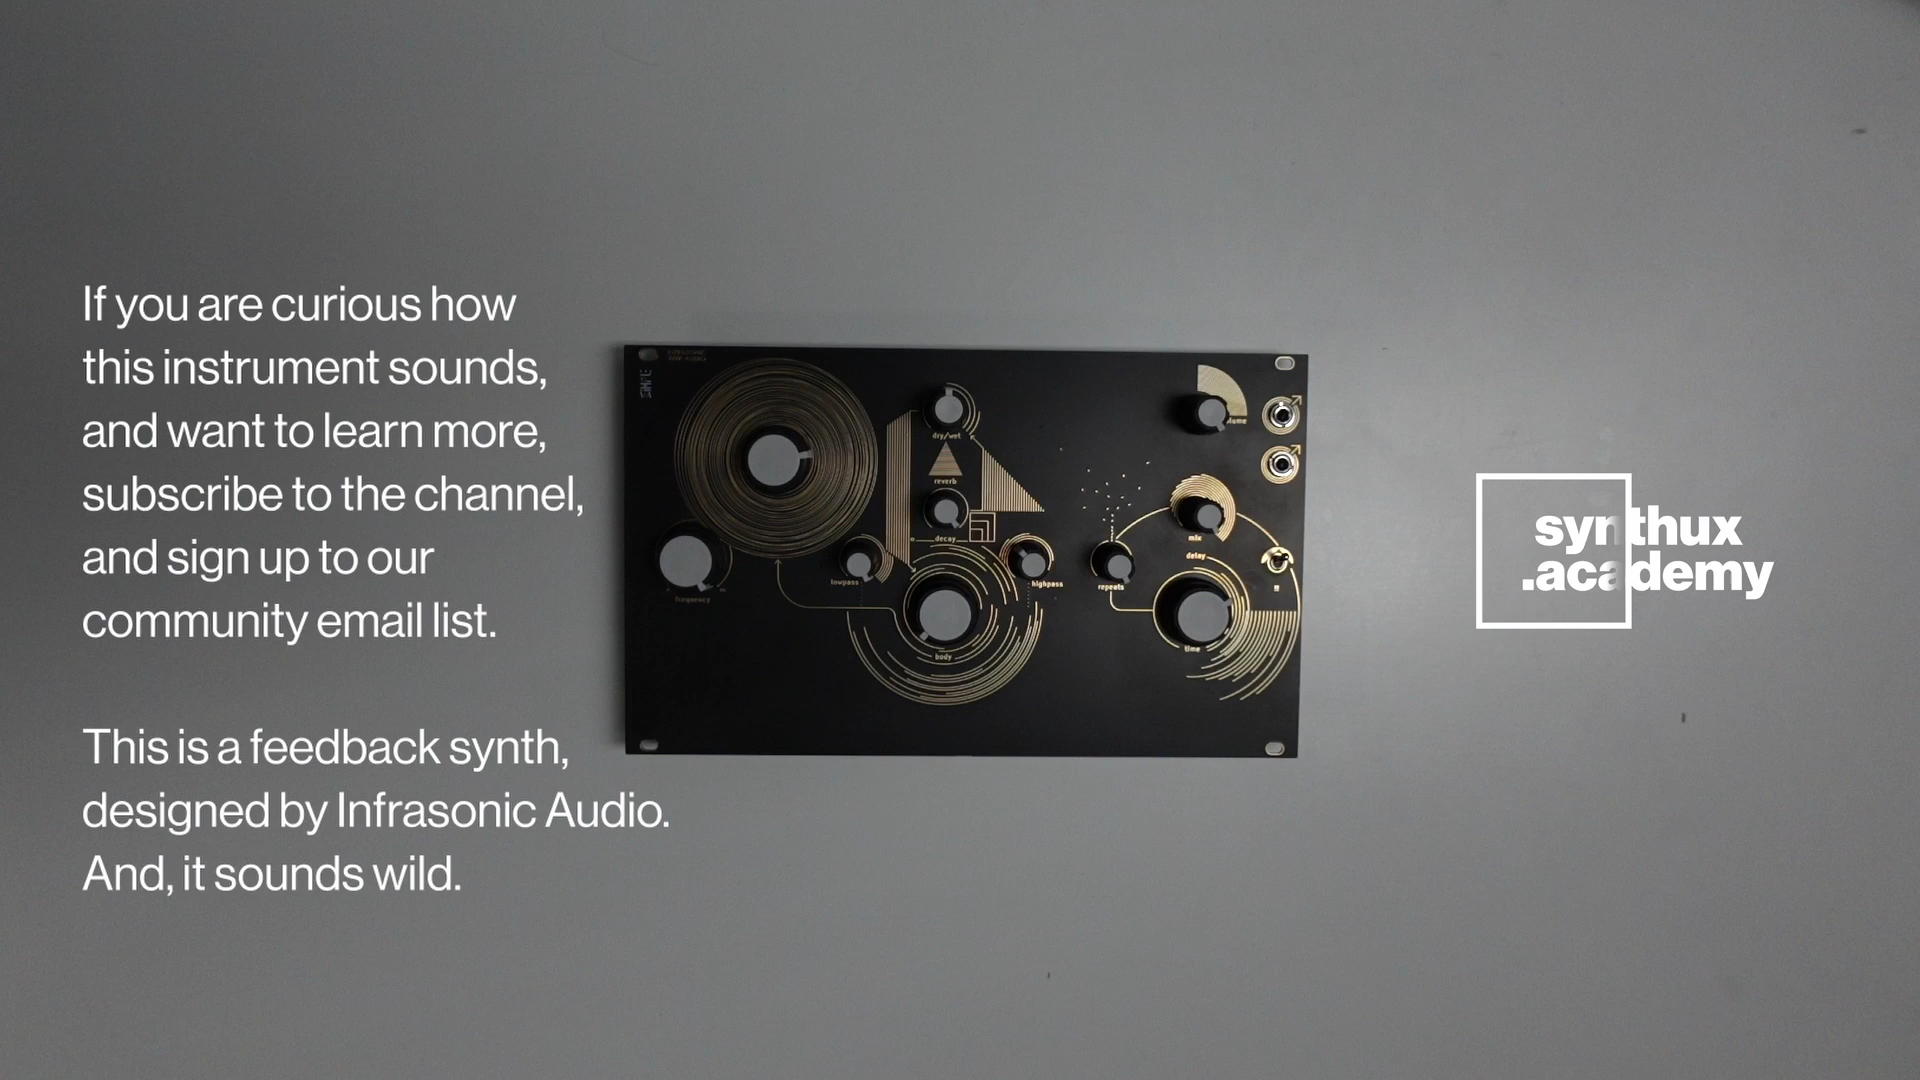 If you are curious how
this instrument sounds,
and want to learn more,
subscribe to the channel,
and sign up to our
community email list.
This is a feedback synth,
designed by Infrasonic Audio.
And, it sounds wild.
dry/wet
reverb
decay
lowpass
highpass
frequency
body
mix
delay
repeats
time
synthux
.academy